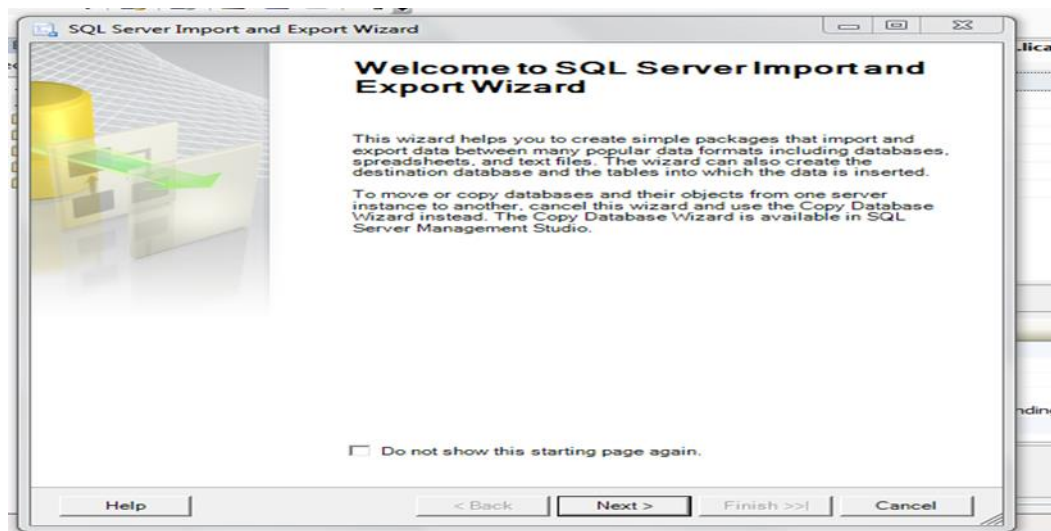 SQL Server Import and Export Wizard
Welcome to SQL Server Import and
Export Wizard
This wizard helps you to create simple packages that import and
export data between many popular data formats including databases,
spreadsheets, and text files. The wizard can also create the
destination database and the tables into which the data is inserted.
To move or copy databases and their objects from one server
instance to another, cancel this wizard and use the Copy Database
Wizard instead. The Copy Database Wizard is available in SQL
Server Management Studio.
Do not show this starting page again.
Help
< Back
Next >
Finish >>|
Cancel